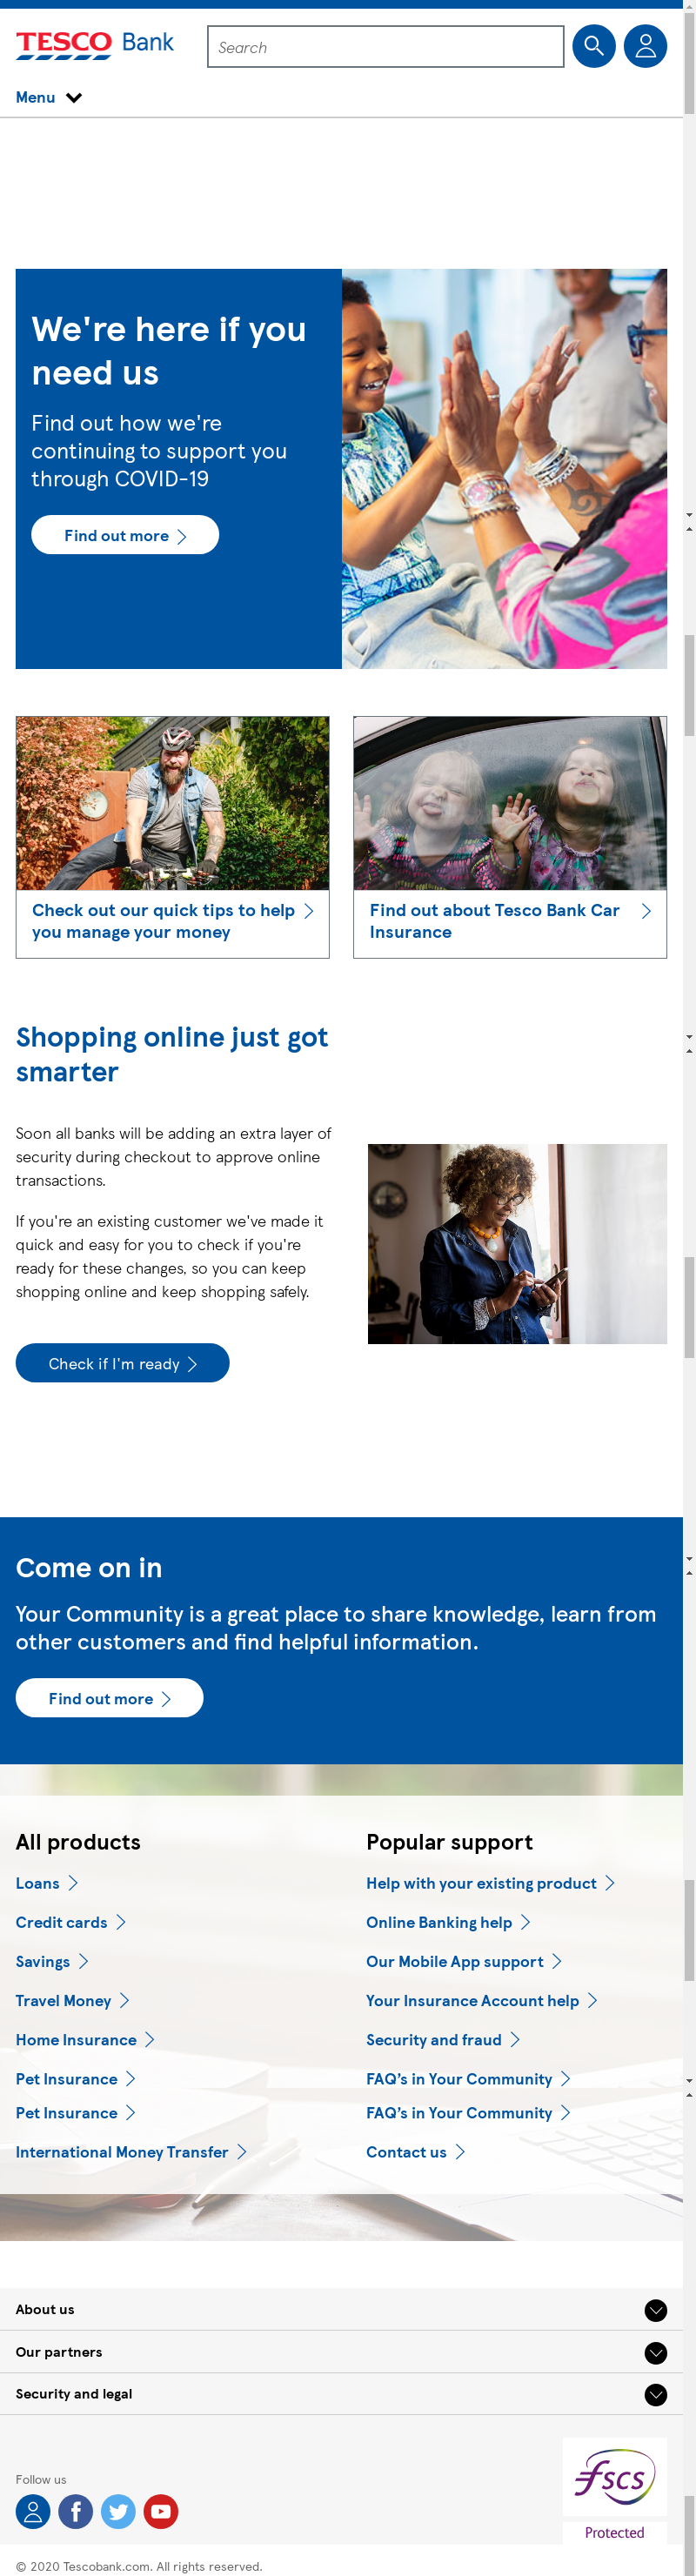 TESCO Bank
Search
Menu
We're here if you
need us
Find out how we're
continuing to support you
through COVID-19
Find out more
Check out our quick tips to help
you manage your money
Find out about Tesco Bank Car
Insurance
Shopping online just got
smarter
Soon all banks will be adding an extra layer of
security during checkout to approve online
transactions.
If you're an existing customer we've made it
quick and easy for you to check if you're
ready for these changes, so you can keep
shopping online and keep shopping safely.
Check if I'm ready
Come on in
Your Community is a great place to share knowledge, learn from
other customers and find helpful information.
Find out more
All products
Loans
Credit cards
Savings
Travel Money
Home Insurance
Pet Insurance
Pet Insurance
International Money Transfer
Popular support
Help with your existing product
Online Banking help
Our Mobile App support
Your Insurance Account help
Security and fraud
FAQ’s in Your Community
FAQ’s in Your Community
Contact us
About us
Our partners
Security and legal
Follow us
fscs
Protected
© 2020 Tescobank.com. All rights reserved.